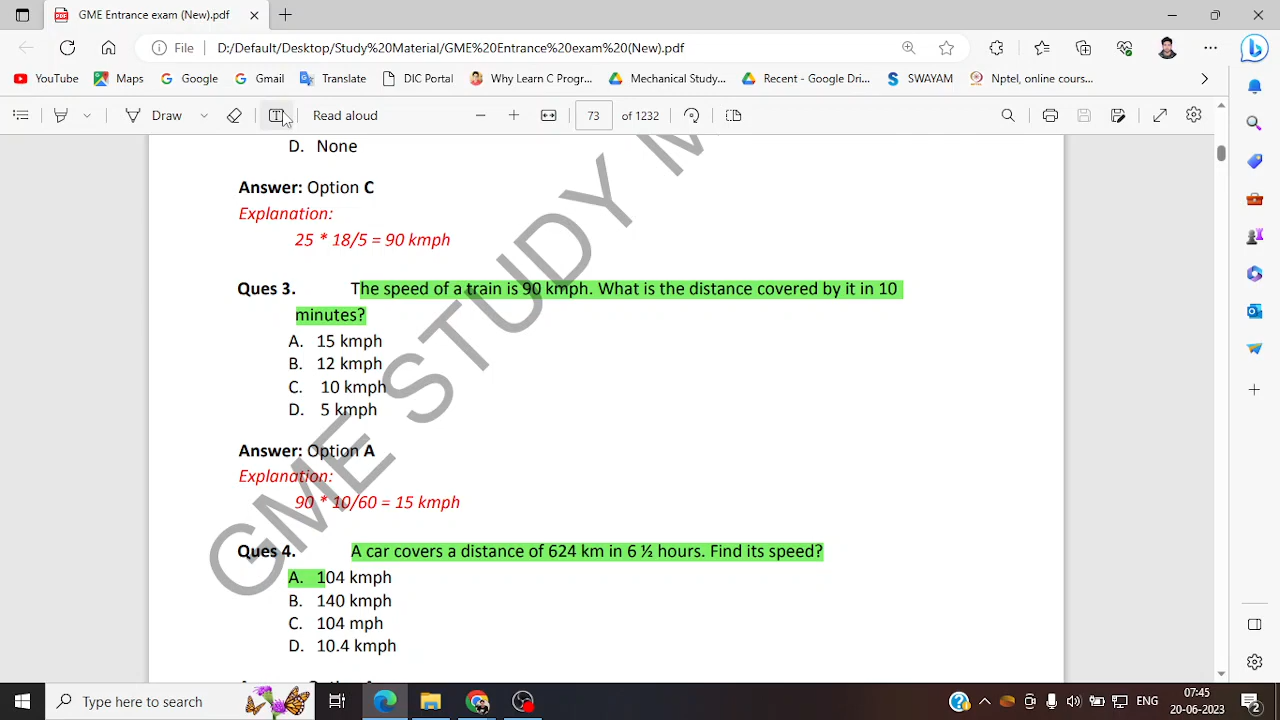 GME Entrance exam (New).pdf
File
D:/Default/Desktop/Study%20Material/GME%20Entrance%20exam%20(New).pdf
YouTube
Maps
Google
Gmail
Translate
DIC Portal
Why Learn C Progr...
Mechanical Study...
Recent - Google Dri...
SWAYAM
Nptel, online cours...
Draw
Read aloud
73 of 1232
D. None
Answer: Option C
Explanation:
25 * 18/5 = 90 kmph
Ques 3. The speed of a train is 90 kmph. What is the distance covered by it in 10
minutes?
A. 15 kmph
B. 12 kmph
C. 10 kmph
D. 5 kmph
Answer: Option A
Explanation:
90 * 10/60 = 15 kmph
Ques 4. A car covers a distance of 624 km in 6 ½ hours. Find its speed?
A. 104 kmph
B. 140 kmph
C. 104 mph
D. 10.4 kmph
GME STUDY M
Type here to search
ENG
07:45
20-06-2023
2